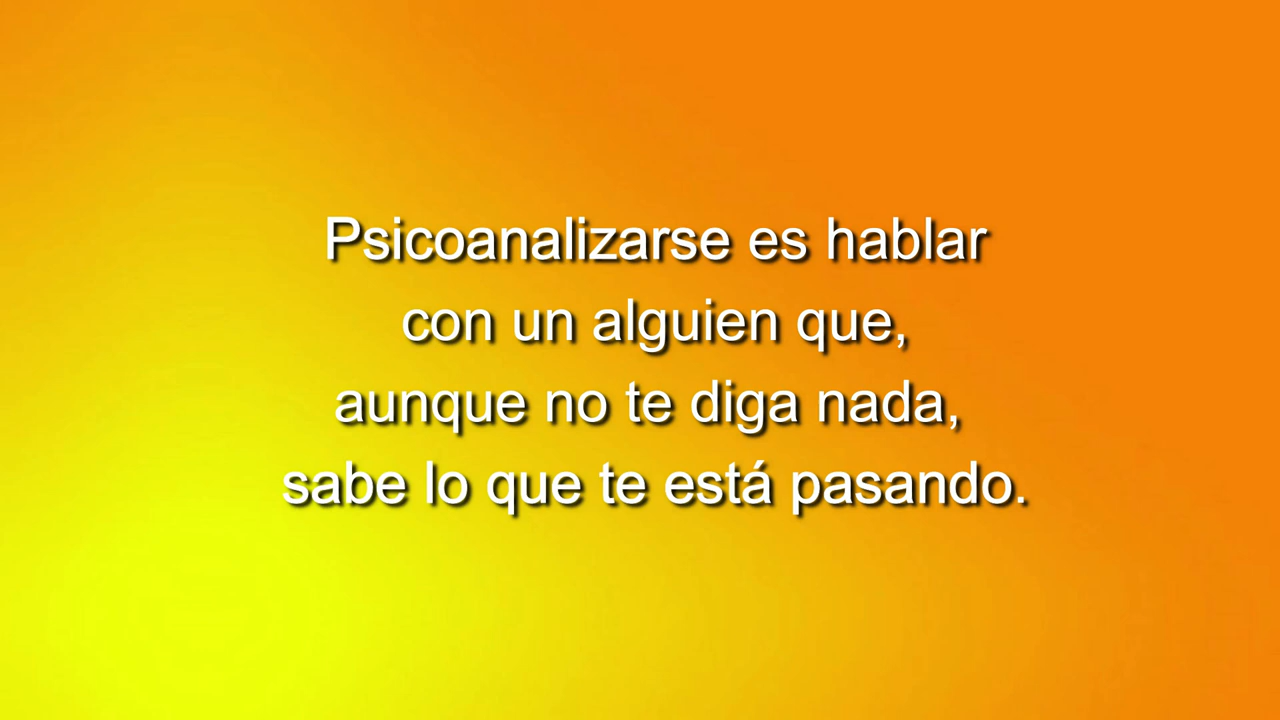 Psicoanalizarse es hablar
con un alguien que,
aunque no te diga nada,
sabe lo que te está pasando.